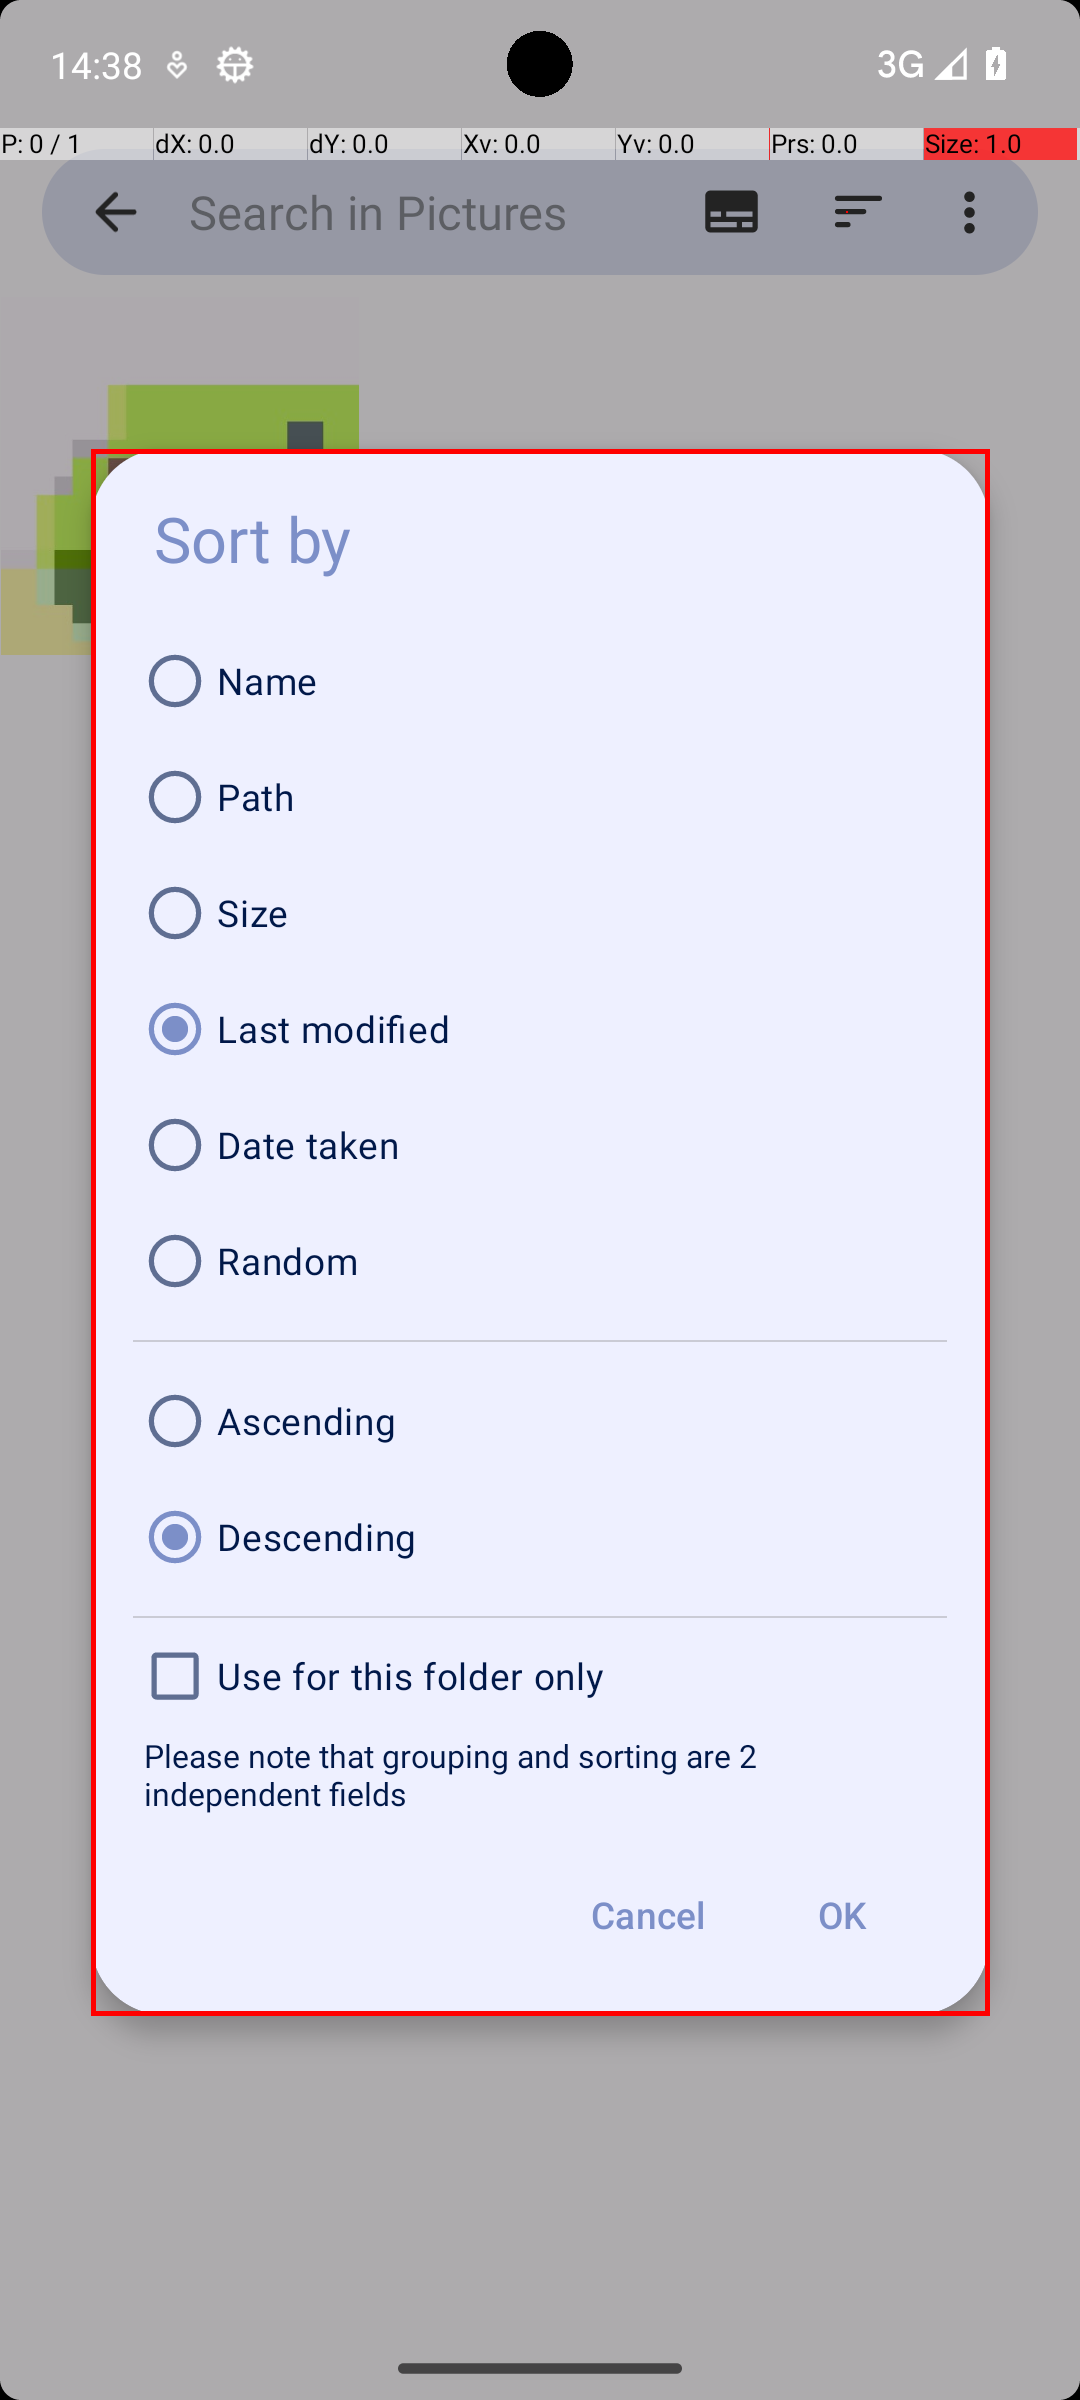 14:38
3G
P: 0 / 1 dX: 0.0 dY: 0.0 Xv: 0.0 Yv: 0.0 Prs: 0.0 Size: 1.0
Search in Pictures
Sort by
Name
Path
Size
Last modified
Date taken
Random
Ascending
Descending
Use for this folder only
Please note that grouping and sorting are 2
independent fields
Cancel OK